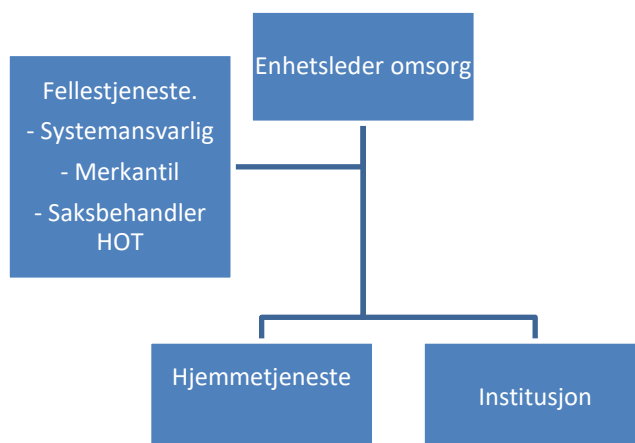 Enhetsleder omsorg
Fellestjeneste.
- Systemansvarlig
- Merkantil
- Saksbehandler
HOT
Hjemmetjeneste
Institusjon